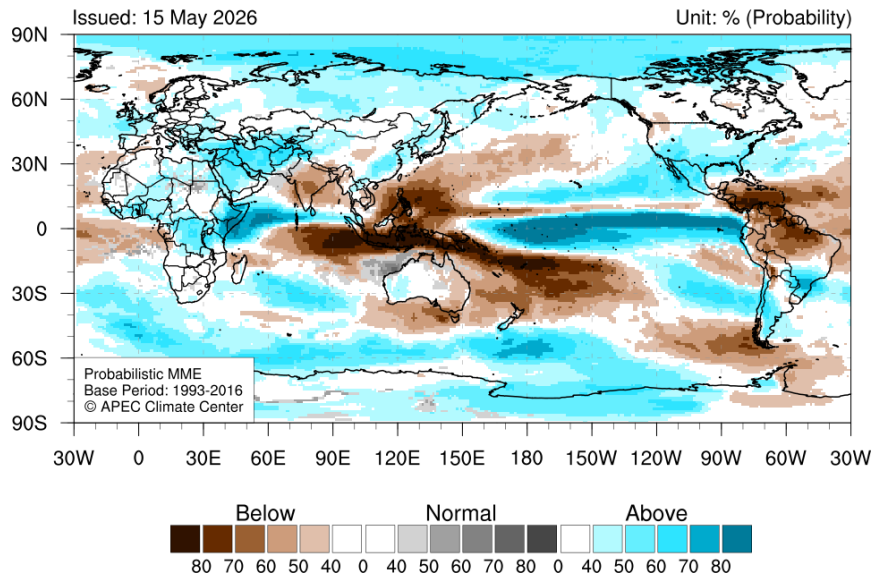 Issued: 15 May 2026 Unit: % (Probability)
90N
60N
30N
0
30S
60S
90S
Probabilistic MME
Base Period: 1993-2016
© APEC Climate Center
30W 0 30E 60E 90E 120E 150E 180 150W 120W 90W 60W 30W
Below Normal Above
80 70 60 50 40 0 40 50 60 70 80 0 40 50 60 70 80